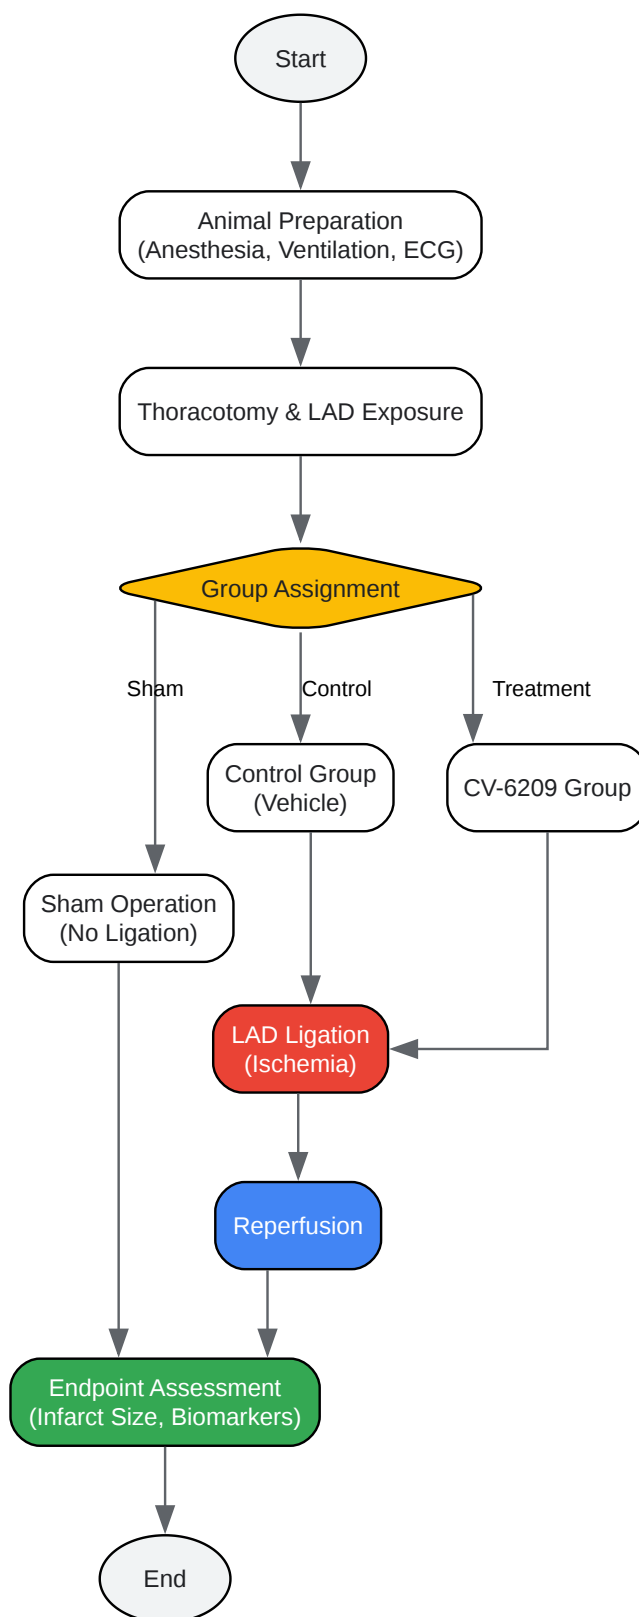 Start
Animal Preparation
(Anesthesia, Ventilation, ECG)
Thoracotomy & LAD Exposure
Group Assignment
Sham
Control
Treatment
Control Group
(Vehicle)
CV-6209 Group
Sham Operation
(No Ligation)
LAD Ligation
(Ischemia)
Reperfusion
Endpoint Assessment
(Infarct Size, Biomarkers)
End